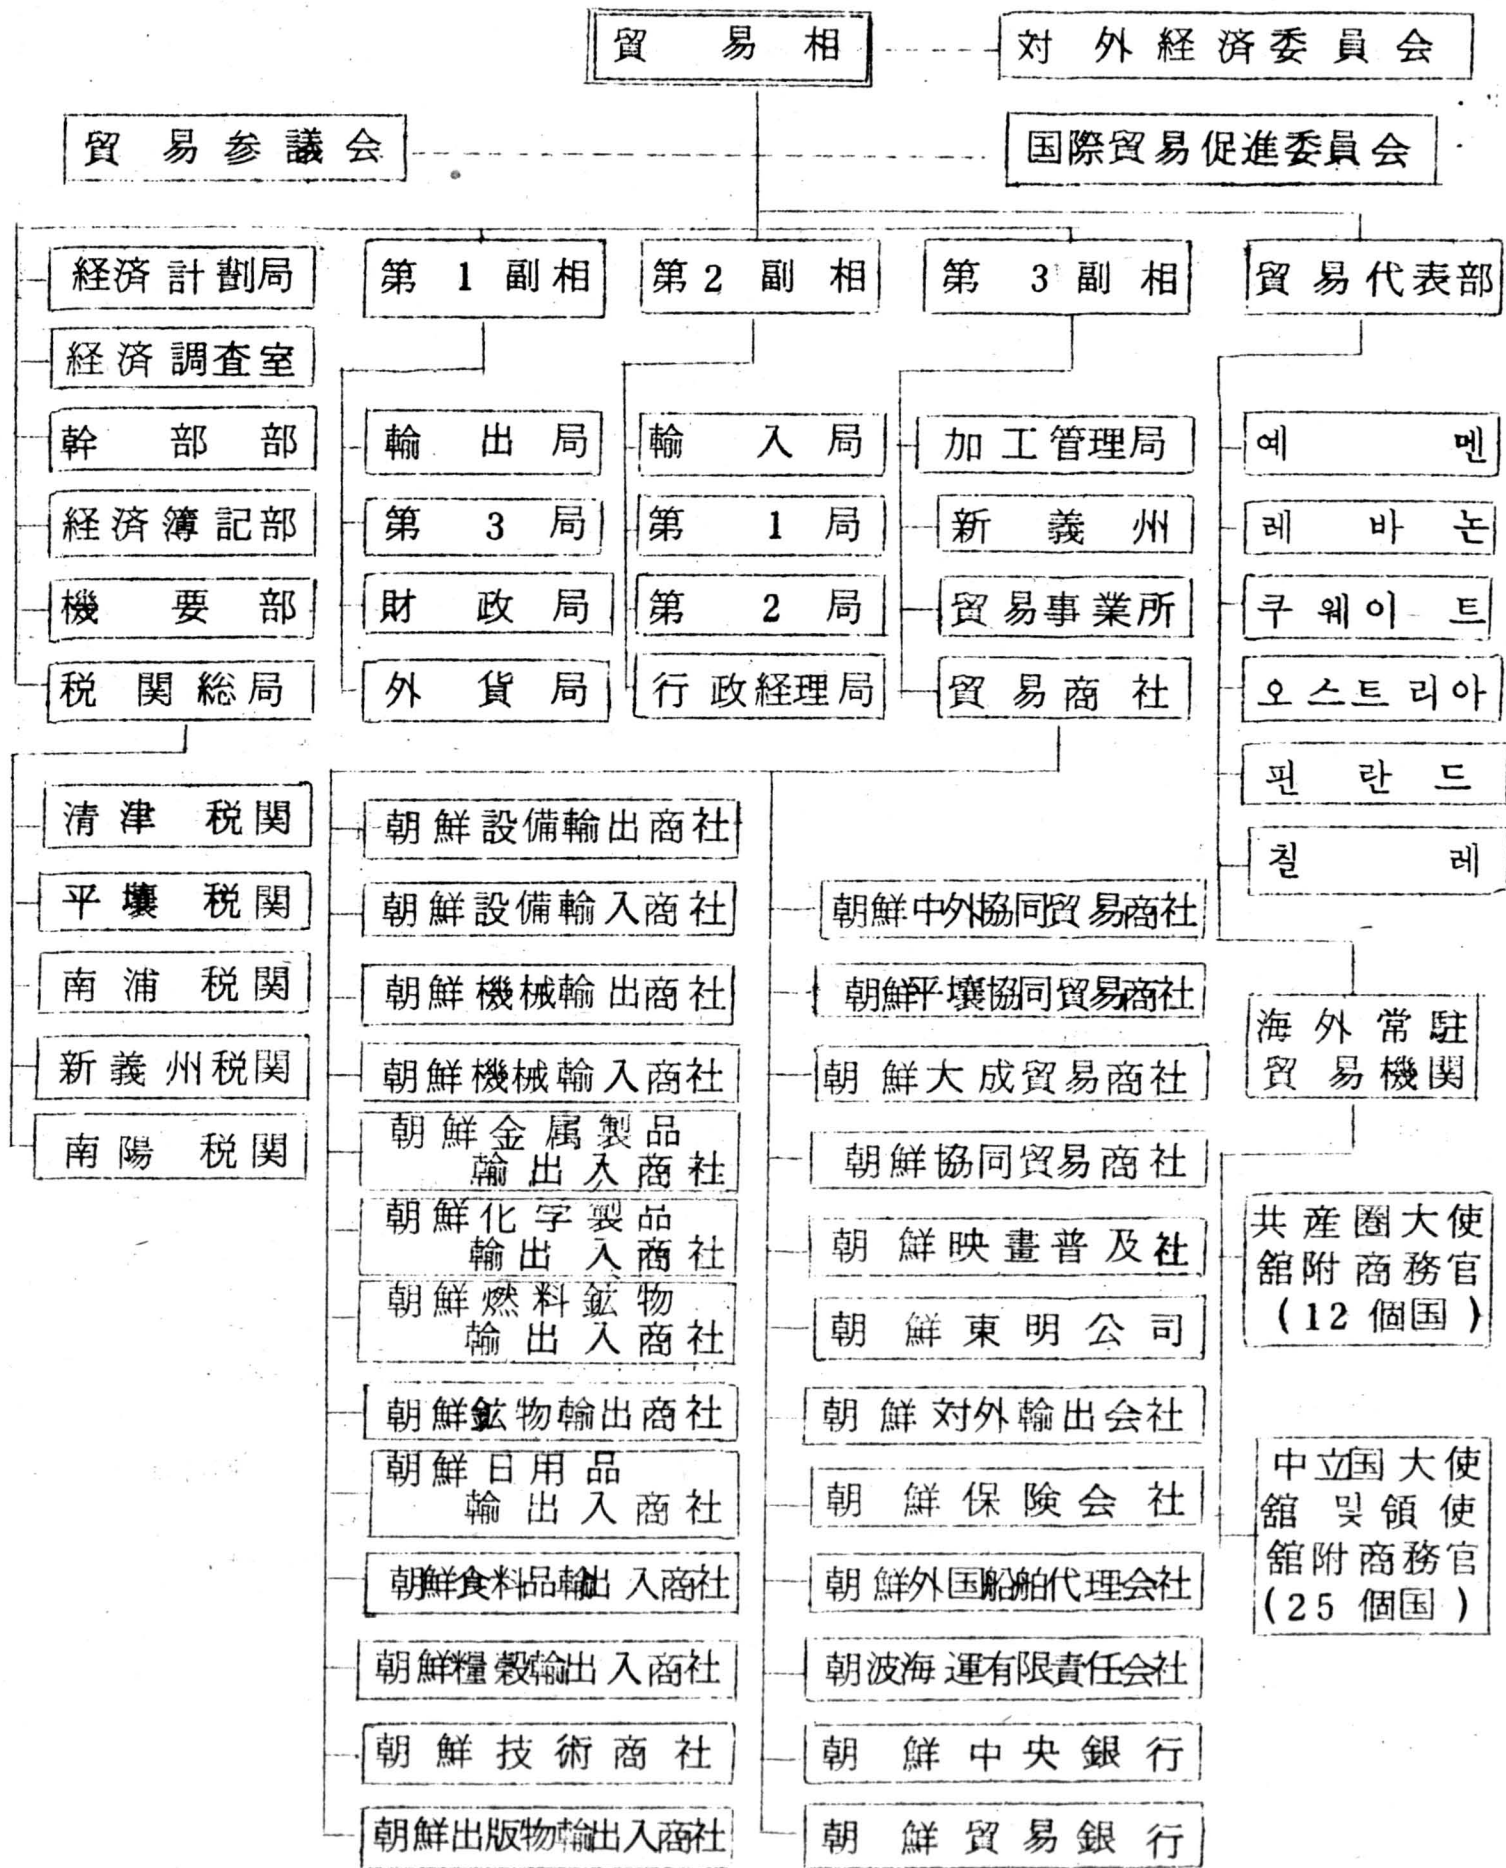 貿易相
対外経済委員会
貿易参議会
国際貿易促進委員会
経済計劃局
第1副相
第2副相
第3副相
貿易代表部
経済調査室
幹部部
輸出局
輸入局
加工管理局
예멘
経済簿記部
第3局
第1局
新義州
레바논
機要部
財政局
第2局
貿易事業所
쿠웨이트
税関総局
外貨局
行政経理局
貿易商社
오스트리아
핀란드
칠레
清津税関
平壤税関
南浦税関
新義州税関
南陽税関
朝鮮設備輸出商社
朝鮮設備輸入商社
朝鮮機械輸出商社
朝鮮機械輸入商社
朝鮮金属製品
輸出入商社
朝鮮化学製品
輸出入商社
朝鮮燃料鉱物
輸出入商社
朝鮮鉱物輸出商社
朝鮮日用品
輸出入商社
朝鮮食料品輸出入商社
朝鮮糧穀輸出入商社
朝鮮技術商社
朝鮮出版物輸出入商社
朝鮮中外協同貿易商社
朝鮮平壤協同貿易商社
朝鮮大成貿易商社
朝鮮協同貿易商社
朝鮮映畫普及社
朝鮮東明公司
朝鮮対外輸出会社
朝鮮保険会社
朝鮮外国船舶代理会社
朝波海運有限責任会社
朝鮮中央銀行
朝鮮貿易銀行
海外常駐
貿易機関
共産圏大使
舘附商務官
(12個国)
中立国大使
舘및領使
舘附商務官
(25個国)